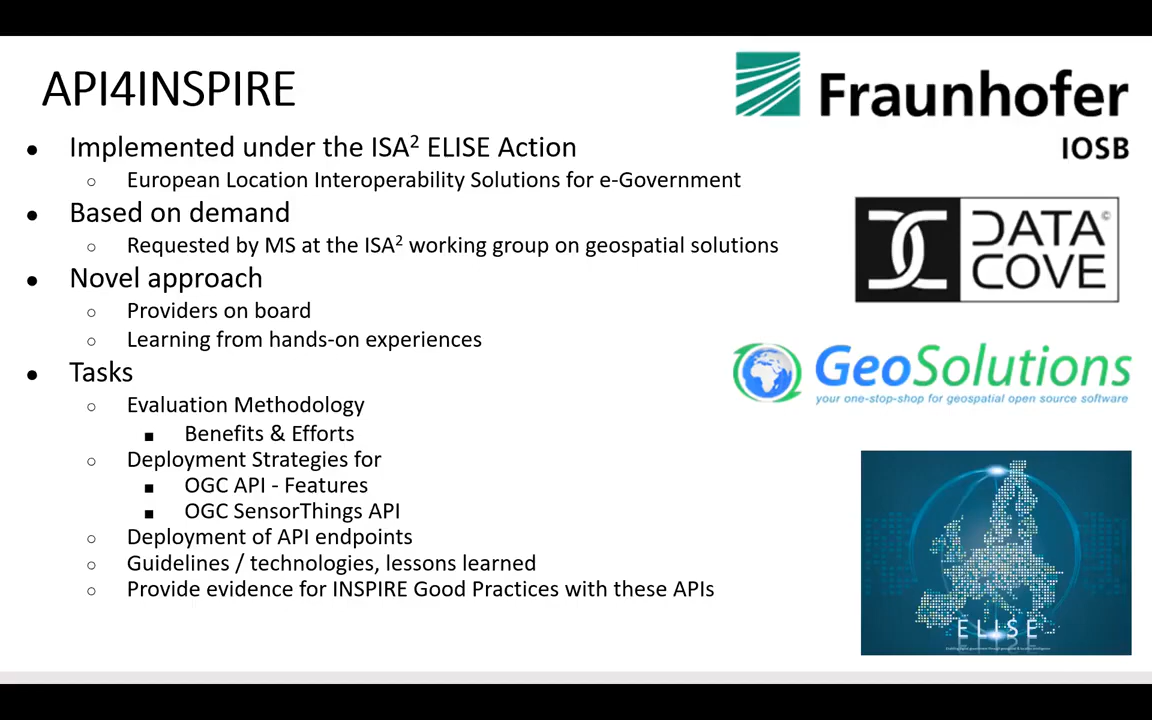 API4INSPIRE
● Implemented under the ISA² ELISE Action
○ European Location Interoperability Solutions for e-Government
● Based on demand
○ Requested by MS at the ISA² working group on geospatial solutions
● Novel approach
○ Providers on board
○ Learning from hands-on experiences
● Tasks
○ Evaluation Methodology
■ Benefits & Efforts
○ Deployment Strategies for
■ OGC API - Features
■ OGC SensorThings API
○ Deployment of API endpoints
○ Guidelines / technologies, lessons learned
○ Provide evidence for INSPIRE Good Practices with these APIs
Fraunhofer
IOSB
DATA©
COVE
GeoSolutions
your one-stop-shop for geospatial open source software
ELISE